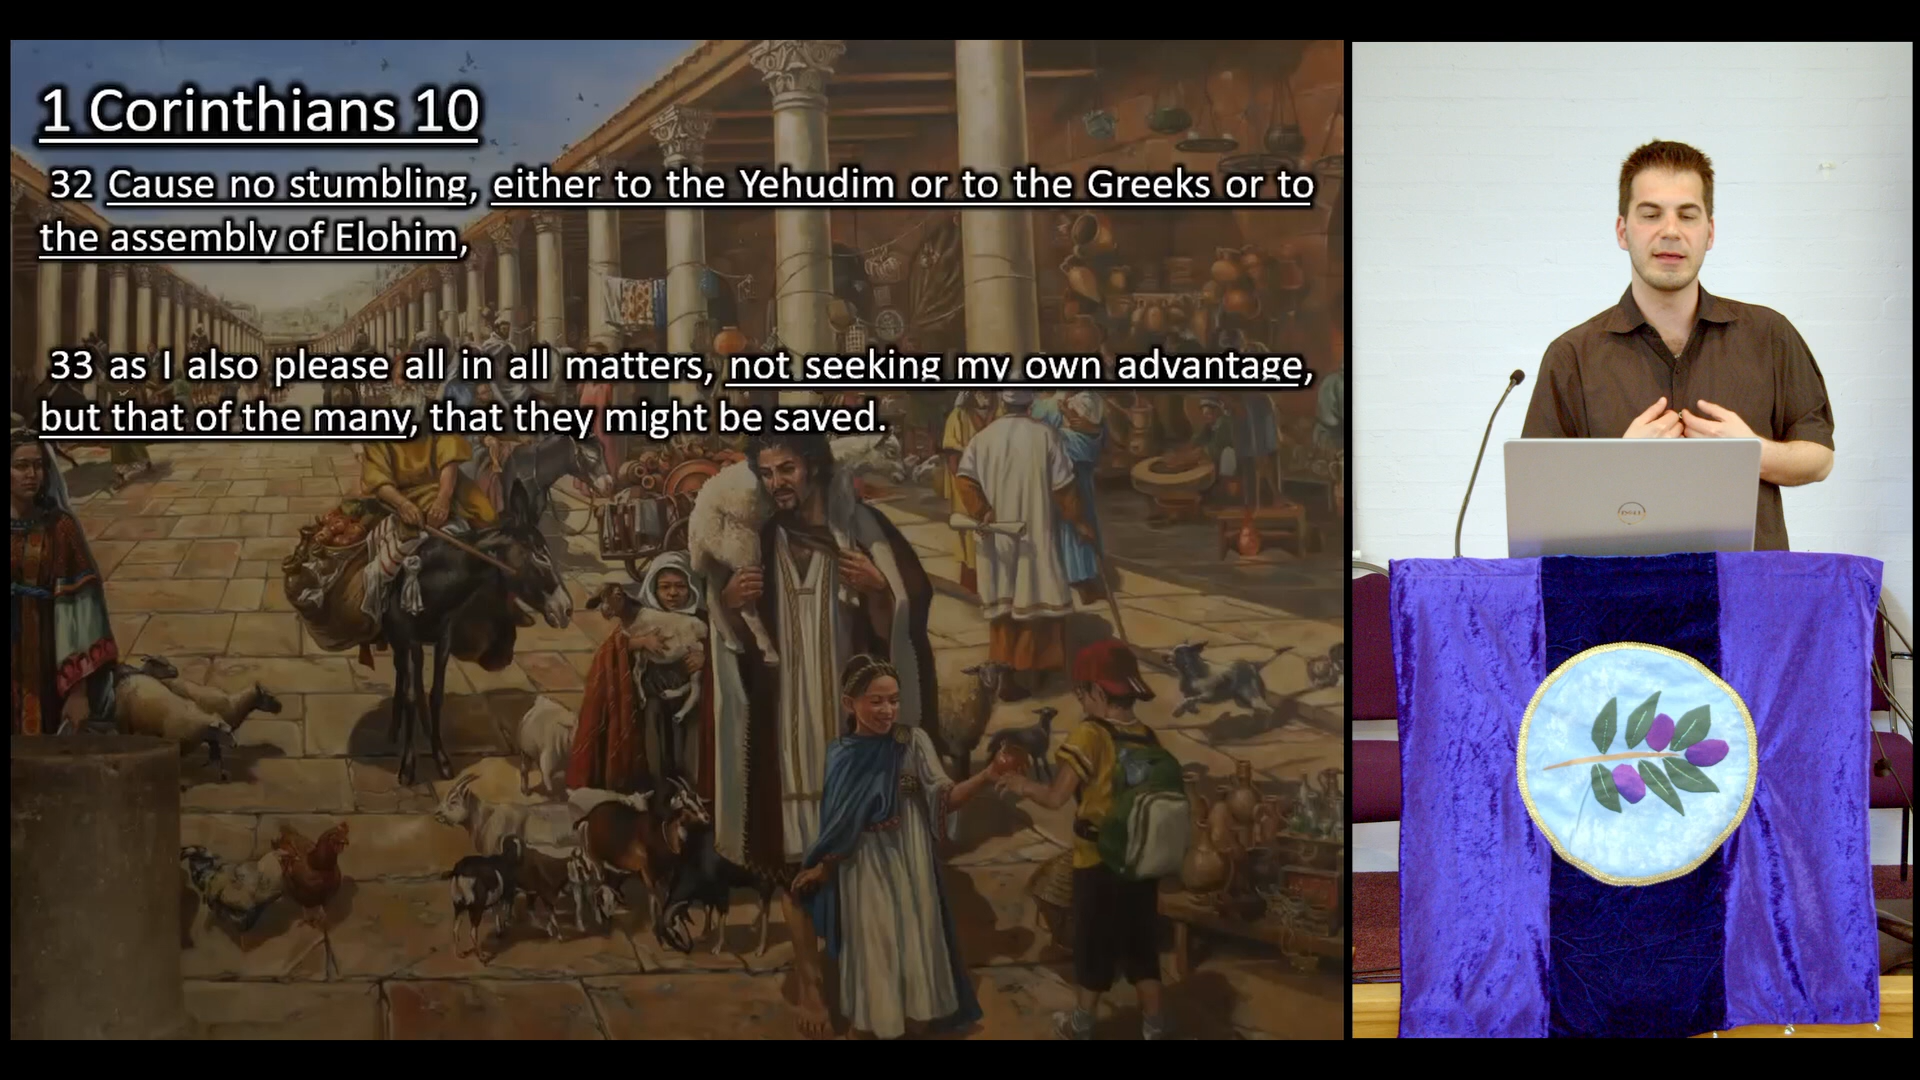 1 Corinthians 10
32 Cause no stumbling, either to the Yehudim or to the Greeks or to
the assembly of Elohim,
33 as I also please all in all matters, not seeking my own advantage,
but that of the many, that they might be saved.
DELL